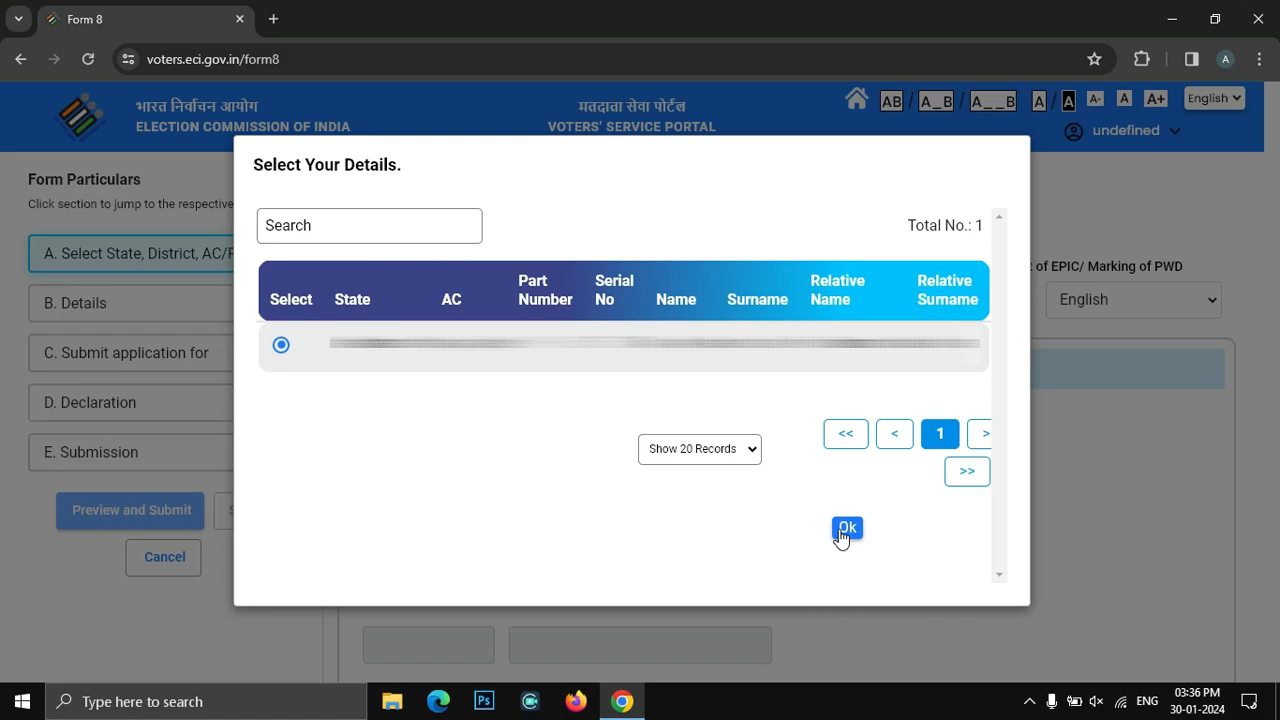 Form 8
voters.eci.gov.in/form8
A
भारत निर्वाचन आयोग
ELECTION COMMISSION OF INDIA
मतदाता सेवा पोर्टल
VOTERS' SERVICE PORTAL
AB / A_B / A__B A / A A- A A+ English
undefined
Form Particulars
Click section to jump to the respective
A. Select State, District, AC/
B. Details
C. Submit application for
D. Declaration
E. Submission
Preview and Submit
S
Cancel
t of EPIC/ Marking of PWD
English
Select Your Details.
Search
Total No.: 1
Select State AC Part Number Serial No Name Surname Relative Name Relative Surname
Show 20 Records
<< < 1 >
>>
Ok
Type here to search
Ps
ENG
03:36 PM
30-01-2024